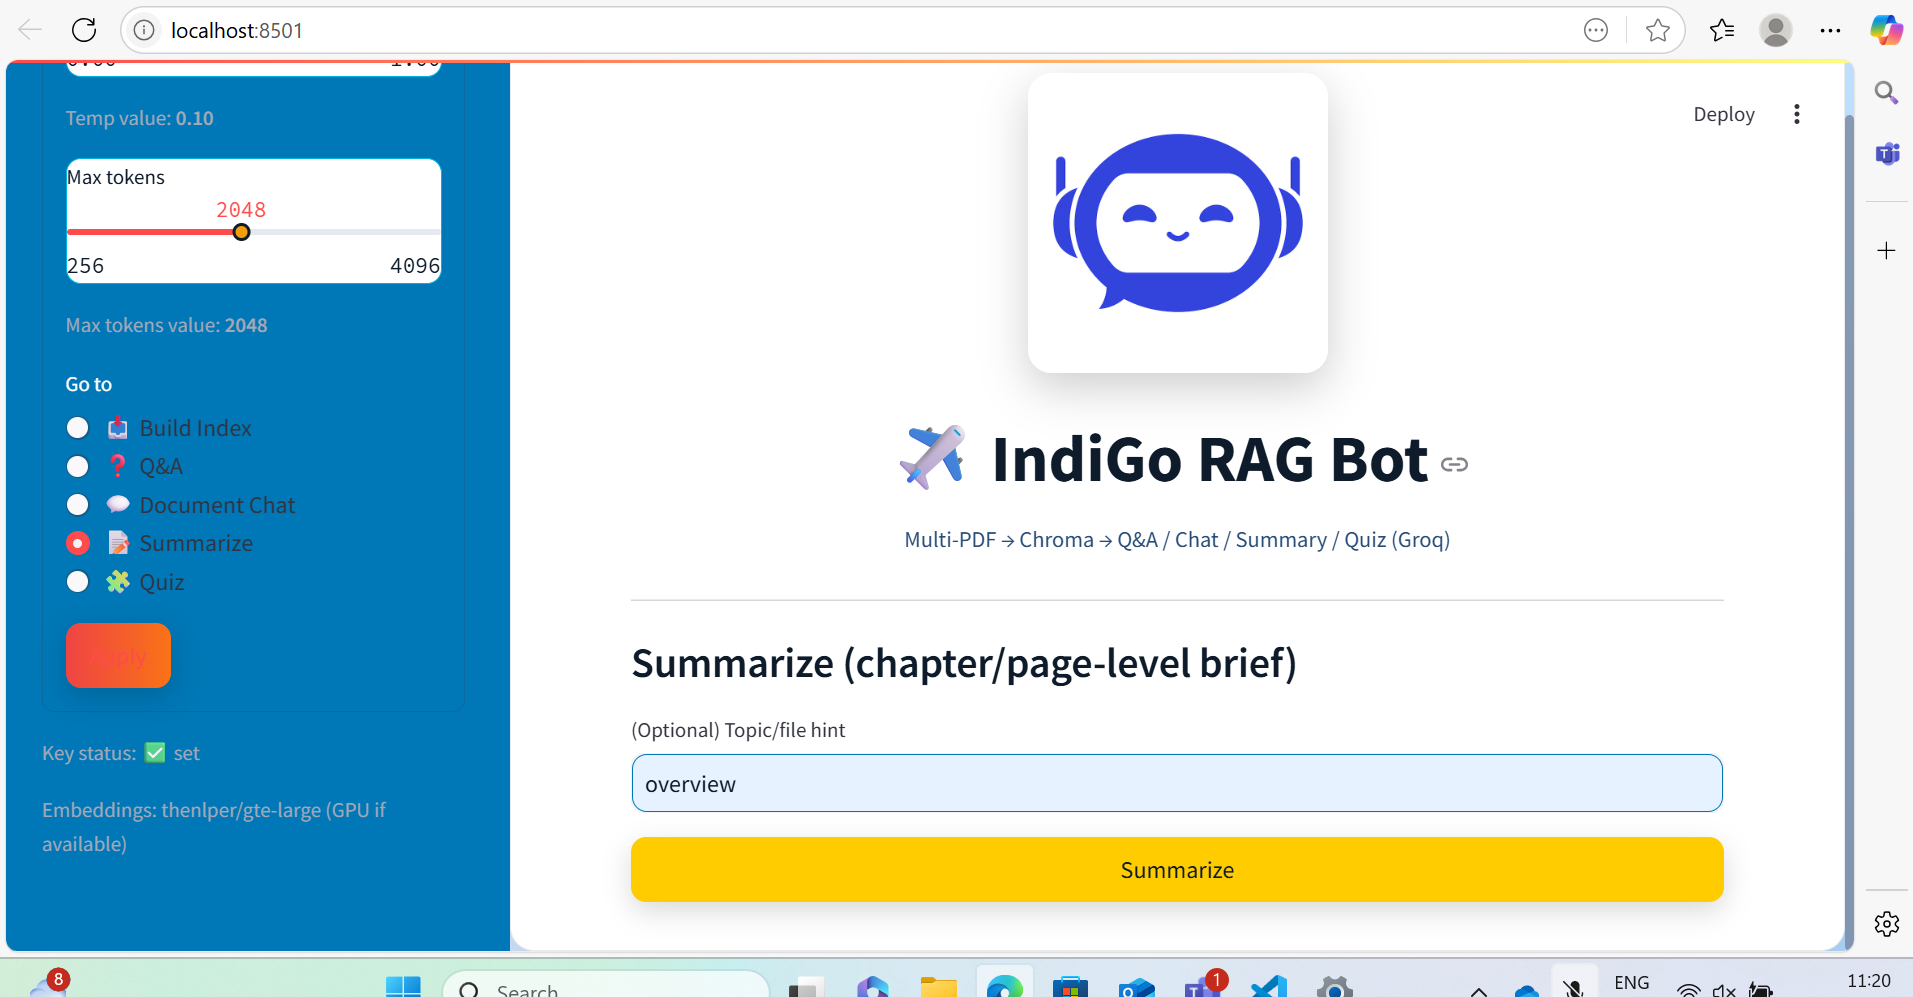 localhost:8501
Temp value: 0.10
Max tokens
2048
256 4096
Max tokens value: 2048
Go to
Build Index
Q&A
Document Chat
Summarize
Quiz
Apply
Key status: set
Embeddings: thenlper/gte-large (GPU if
available)
Deploy
IndiGo RAG Bot
Multi-PDF → Chroma → Q&A / Chat / Summary / Quiz (Groq)
Summarize (chapter/page-level brief)
(Optional) Topic/file hint
overview
Summarize
8
Search
1
ENG
11:20